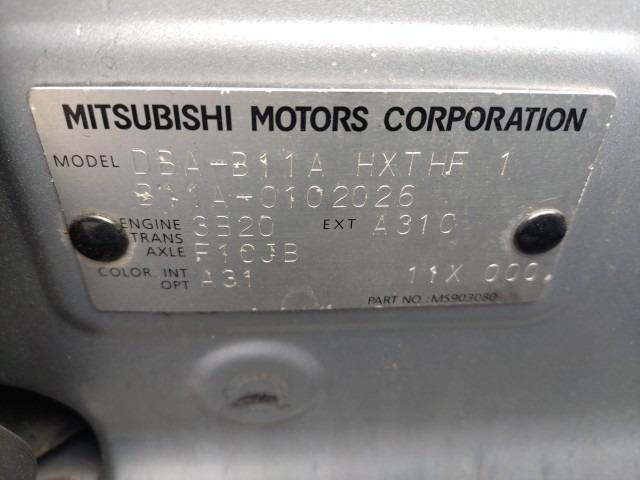 MITSUBISHI MOTORS CORPORATION
MODEL DBA-B11A HXTHF 1
B11A-0102026
ENGINE 3B20 EXT A31C
TRANS
AXLE F1CJB
COLOR. INT A31 11X 000
OPT
PART NO.: MS903080